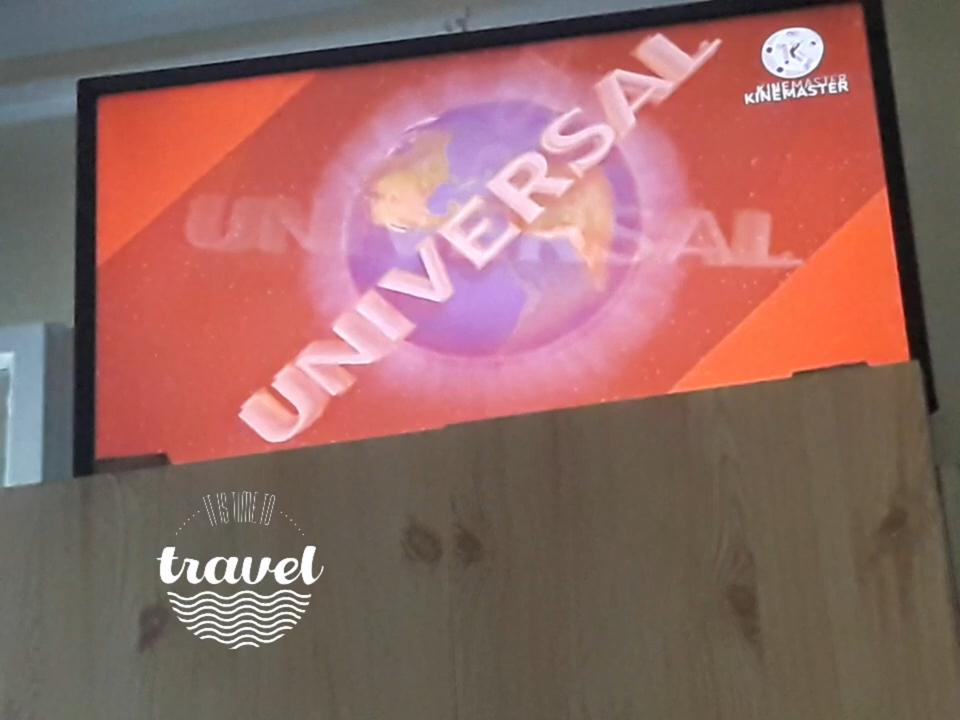 UNIVERSAL
UNIVERSAL
KINEMASTER
KINEMASTER
IT IS TIME TO
travel